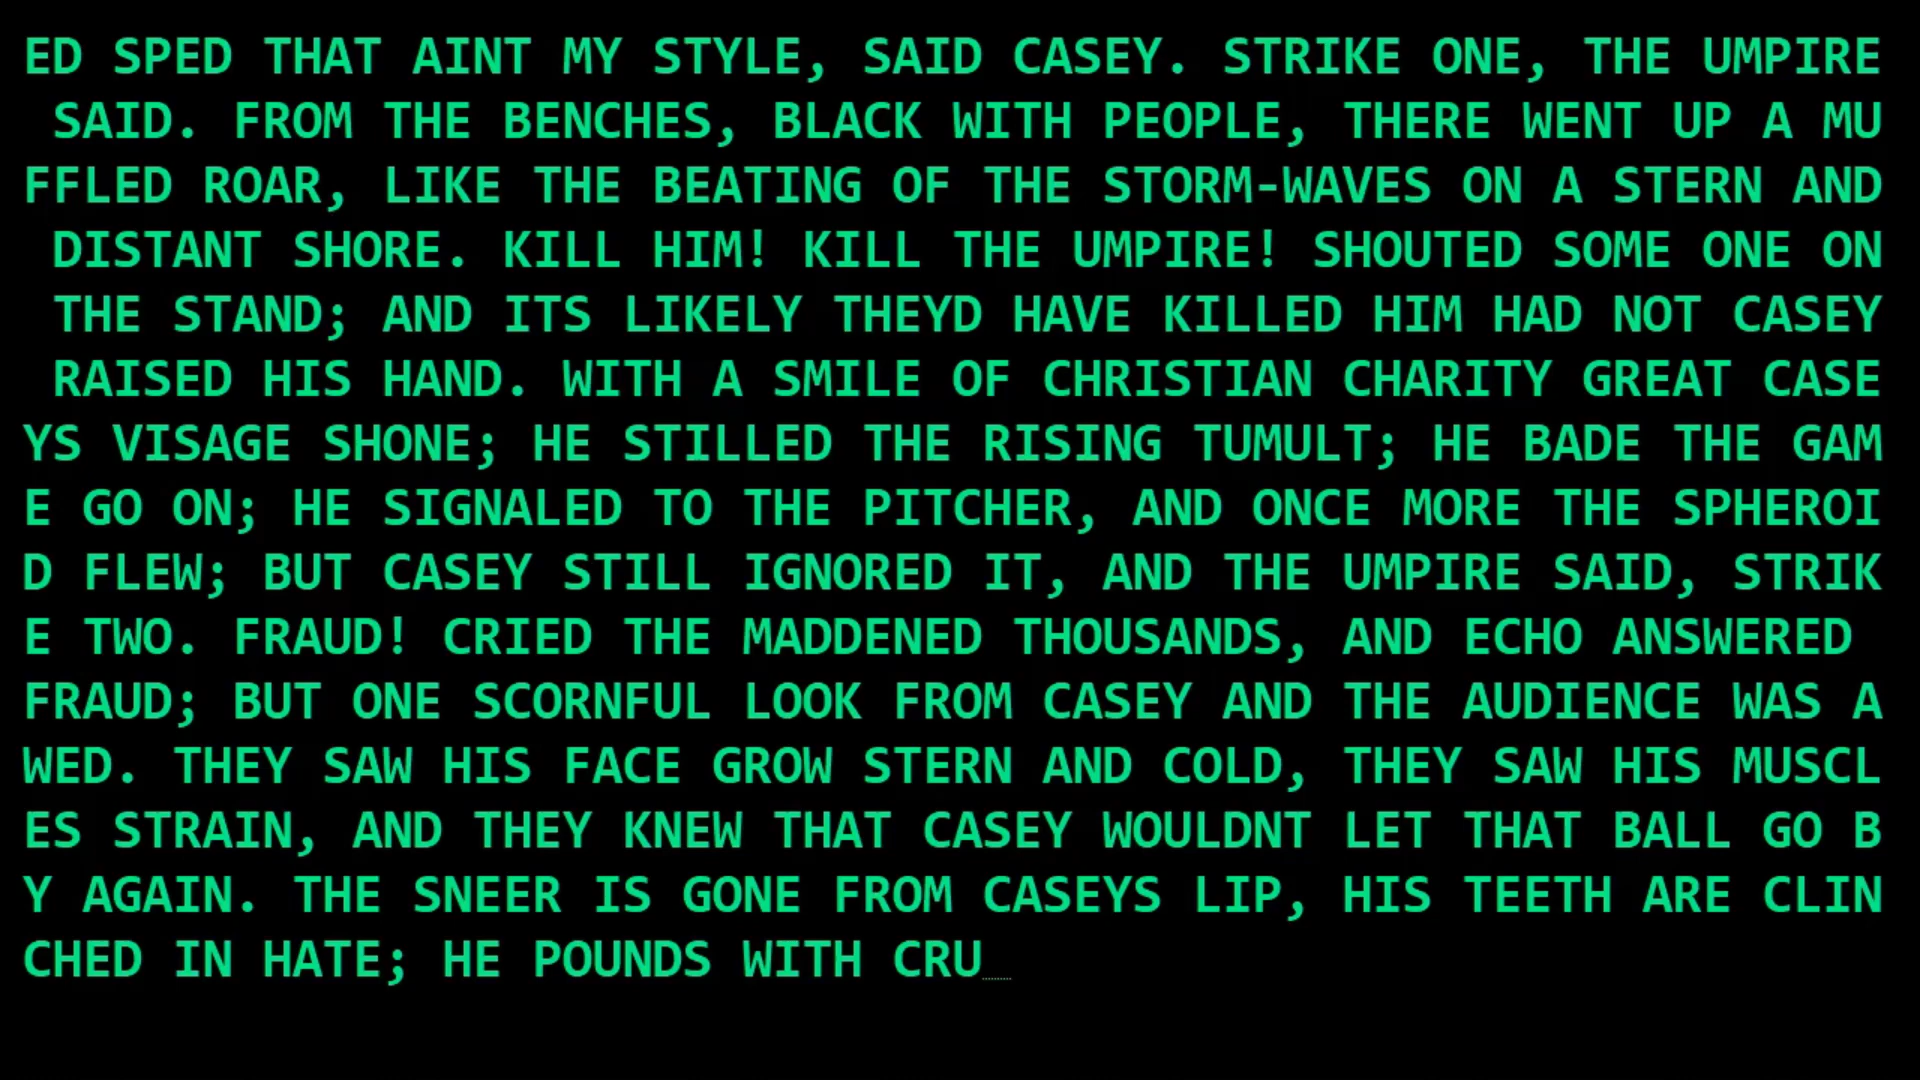 ED SPED THAT AINT MY STYLE, SAID CASEY. STRIKE ONE, THE UMPIRE
 SAID. FROM THE BENCHES, BLACK WITH PEOPLE, THERE WENT UP A MU
FFLED ROAR, LIKE THE BEATING OF THE STORM-WAVES ON A STERN AND
 DISTANT SHORE. KILL HIM! KILL THE UMPIRE! SHOUTED SOME ONE ON
 THE STAND; AND ITS LIKELY THEYD HAVE KILLED HIM HAD NOT CASEY
 RAISED HIS HAND. WITH A SMILE OF CHRISTIAN CHARITY GREAT CASE
YS VISAGE SHONE; HE STILLED THE RISING TUMULT; HE BADE THE GAM
E GO ON; HE SIGNALED TO THE PITCHER, AND ONCE MORE THE SPHEROI
D FLEW; BUT CASEY STILL IGNORED IT, AND THE UMPIRE SAID, STRIK
E TWO. FRAUD! CRIED THE MADDENED THOUSANDS, AND ECHO ANSWERED
FRAUD; BUT ONE SCORNFUL LOOK FROM CASEY AND THE AUDIENCE WAS A
WED. THEY SAW HIS FACE GROW STERN AND COLD, THEY SAW HIS MUSCL
ES STRAIN, AND THEY KNEW THAT CASEY WOULDNT LET THAT BALL GO B
Y AGAIN. THE SNEER IS GONE FROM CASEYS LIP, HIS TEETH ARE CLIN
CHED IN HATE; HE POUNDS WITH CRU_